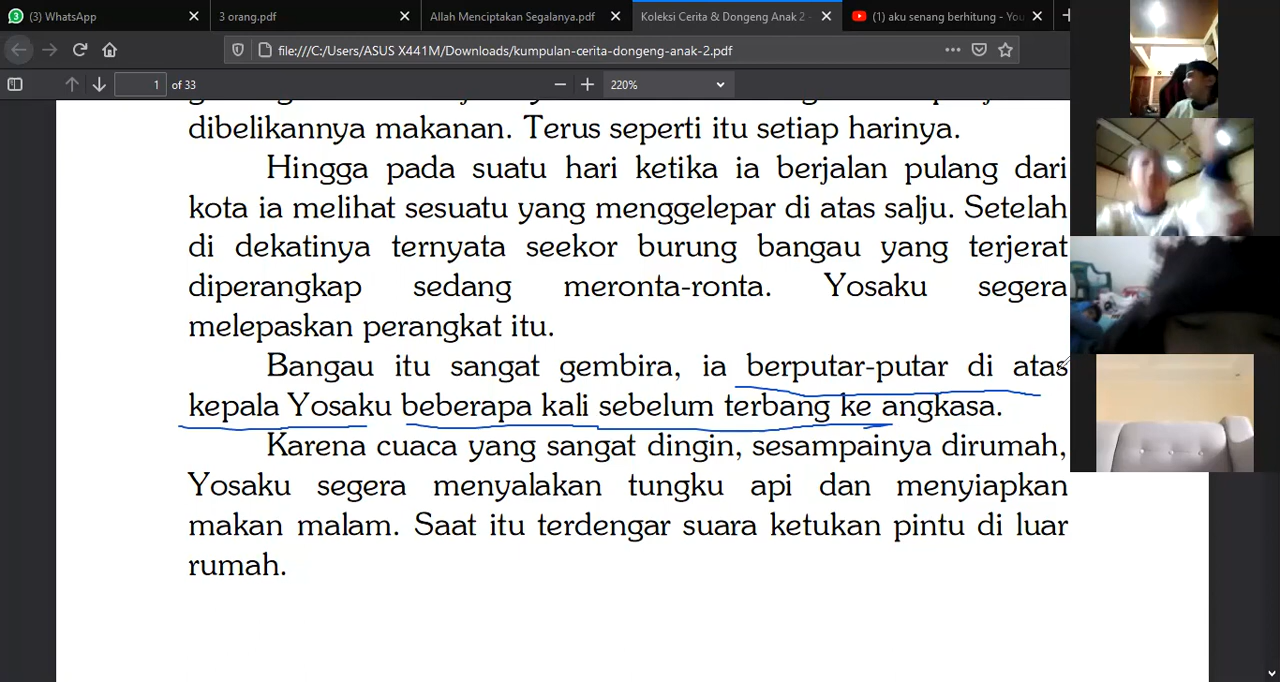 (3) WhatsApp
3 orang.pdf
Allah Menciptakan Segalanya.pdf
Koleksi Cerita & Dongeng Anak 2 -
(1) aku senang berhitung - You
file:///C:/Users/ASUS X441M/Downloads/kumpulan-cerita-dongeng-anak-2.pdf
1 of 33
220%
dibelikannya makanan. Terus seperti itu setiap harinya.
Hingga pada suatu hari ketika ia berjalan pulang dari
kota ia melihat sesuatu yang menggelepar di atas salju. Setelah
di dekatinya ternyata seekor burung bangau yang terjerat
diperangkap sedang meronta-ronta. Yosaku segera
melepaskan perangkat itu.
Bangau itu sangat gembira, ia berputar-putar di atas
kepala Yosaku beberapa kali sebelum terbang ke angkasa.
Karena cuaca yang sangat dingin, sesampainya dirumah,
Yosaku segera menyalakan tungku api dan menyiapkan
makan malam. Saat itu terdengar suara ketukan pintu di luar
rumah.